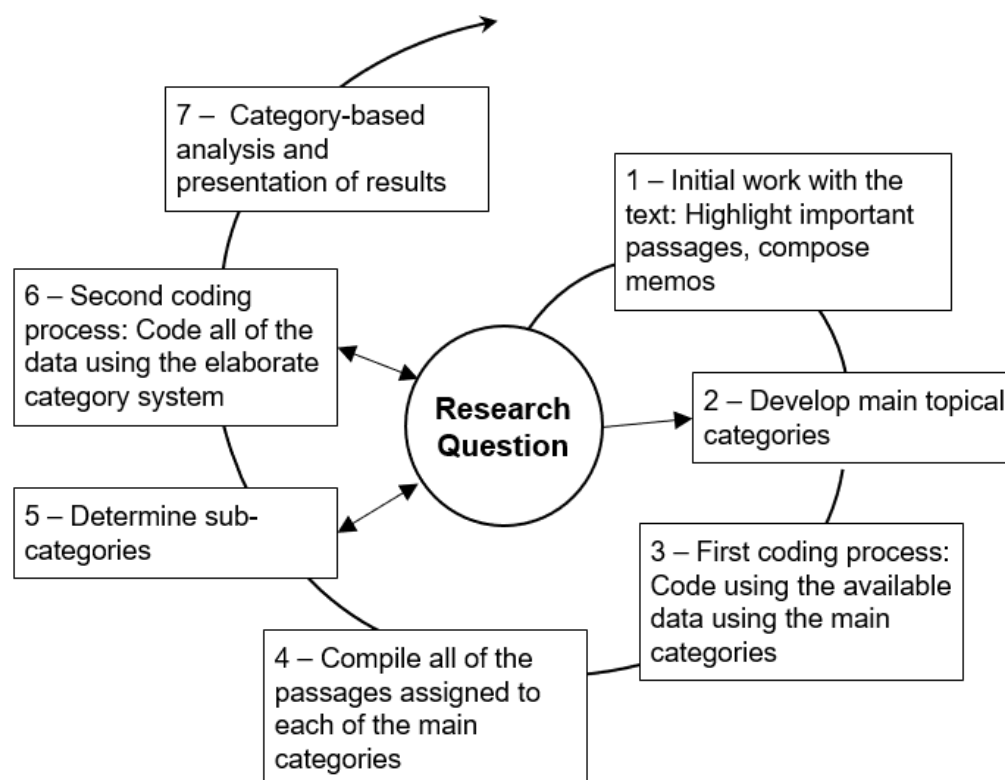 7 – Category-based
analysis and
presentation of results
1 – Initial work with the
text: Highlight important
passages, compose
memos
6 – Second coding
process: Code all of the
data using the elaborate
category system
Research
Question
2 – Develop main topical
categories
5 – Determine sub-
categories
3 – First coding process:
Code using the available
data using the main
categories
4 – Compile all of the
passages assigned to
each of the main
categories